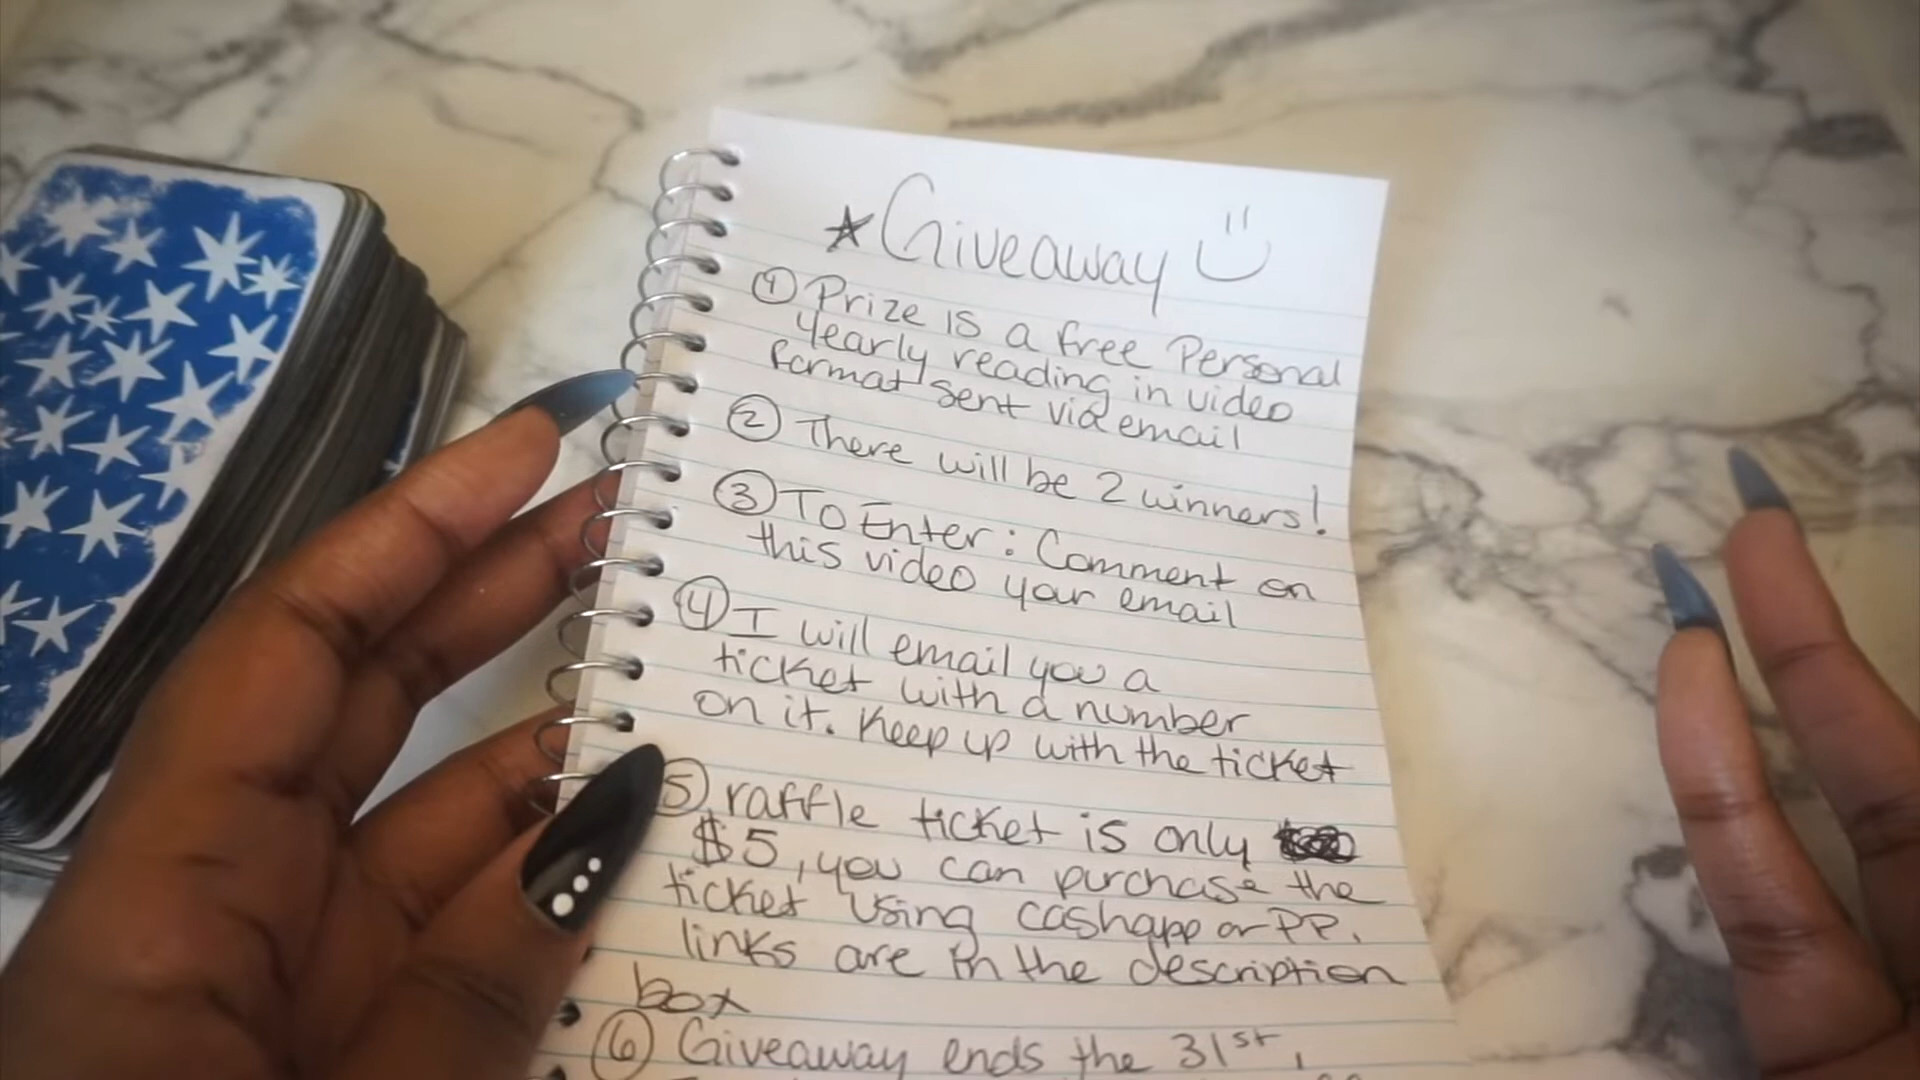 ★Giveaway
① Prize is a free Personal
Yearly reading in video
format sent via email
② There will be 2 winners!
③ To Enter: Comment on
this video your email
④ I will email you a
ticket with a number
on it. Keep up with the ticket
⑤ raffle ticket is only
$5, you can purchase the
ticket using cashapp or PP.
links are in the description
box
⑥ Giveaway ends the 31st,